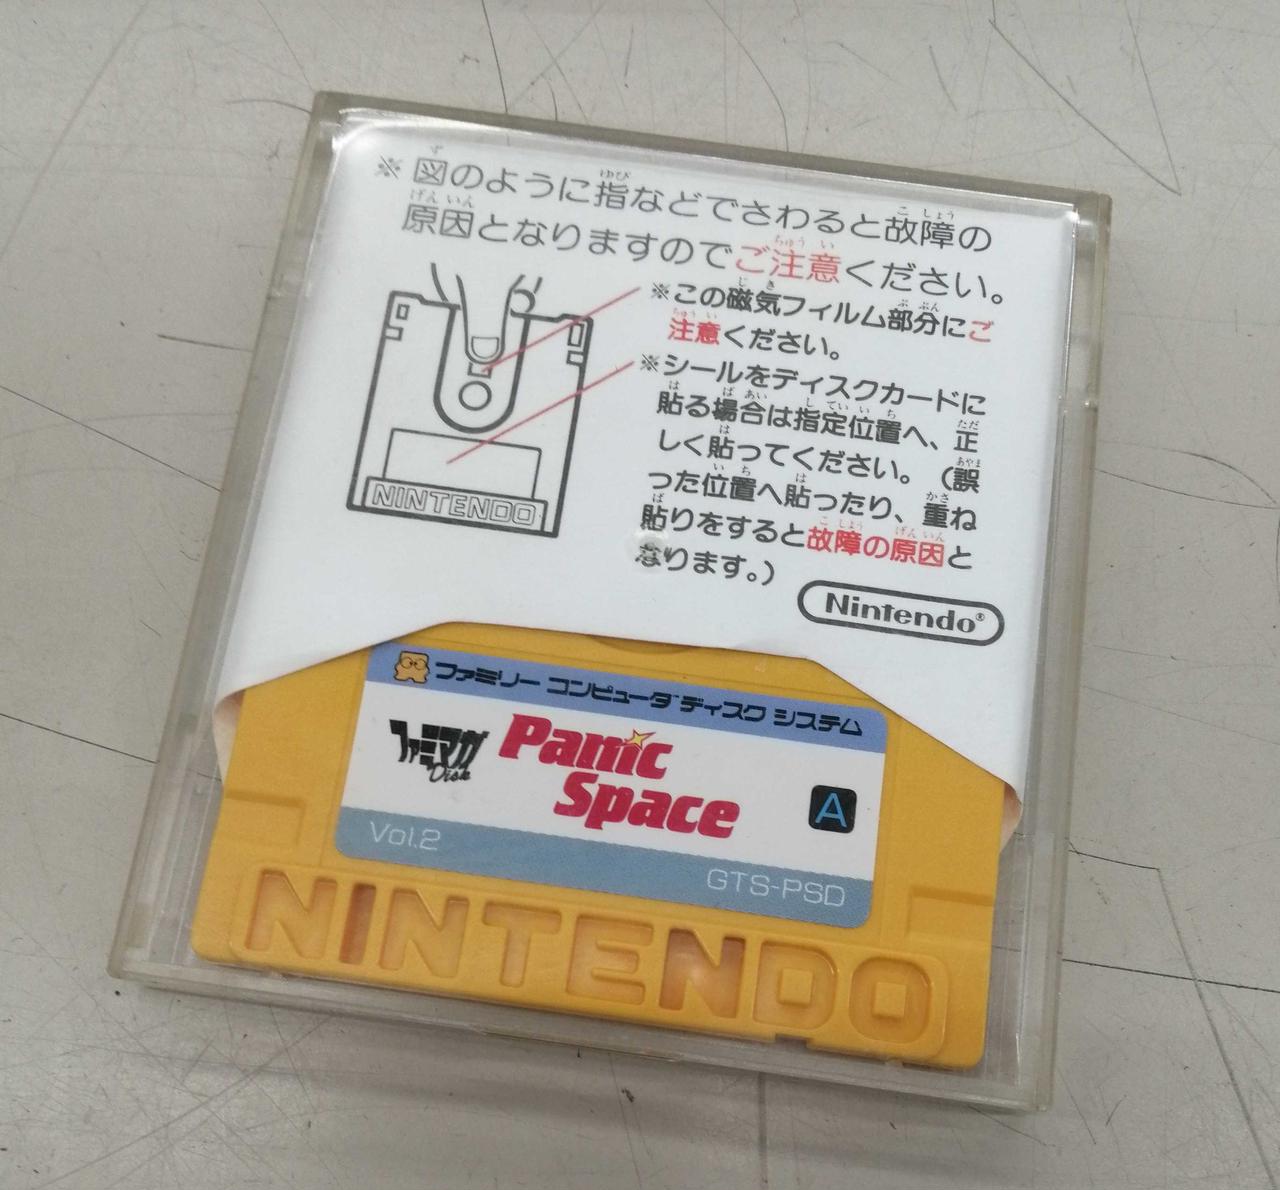 ※図のように指などでさわると故障の
原因となりますのでご注意ください。
※この磁気フィルム部分にご
注意ください。
※シールをディスクカードに
貼る場合は指定位置へ、正
しく貼ってください。(誤
った位置へ貼ったり、重ね
貼りをすると故障の原因と
なります。)
NINTENDO
Nintendo®
ファミリー コンピュータ ディスク システム
ファミマガ
Disk
Panic
Space
A
Vol.2
GTS-PSD
NINTENDO